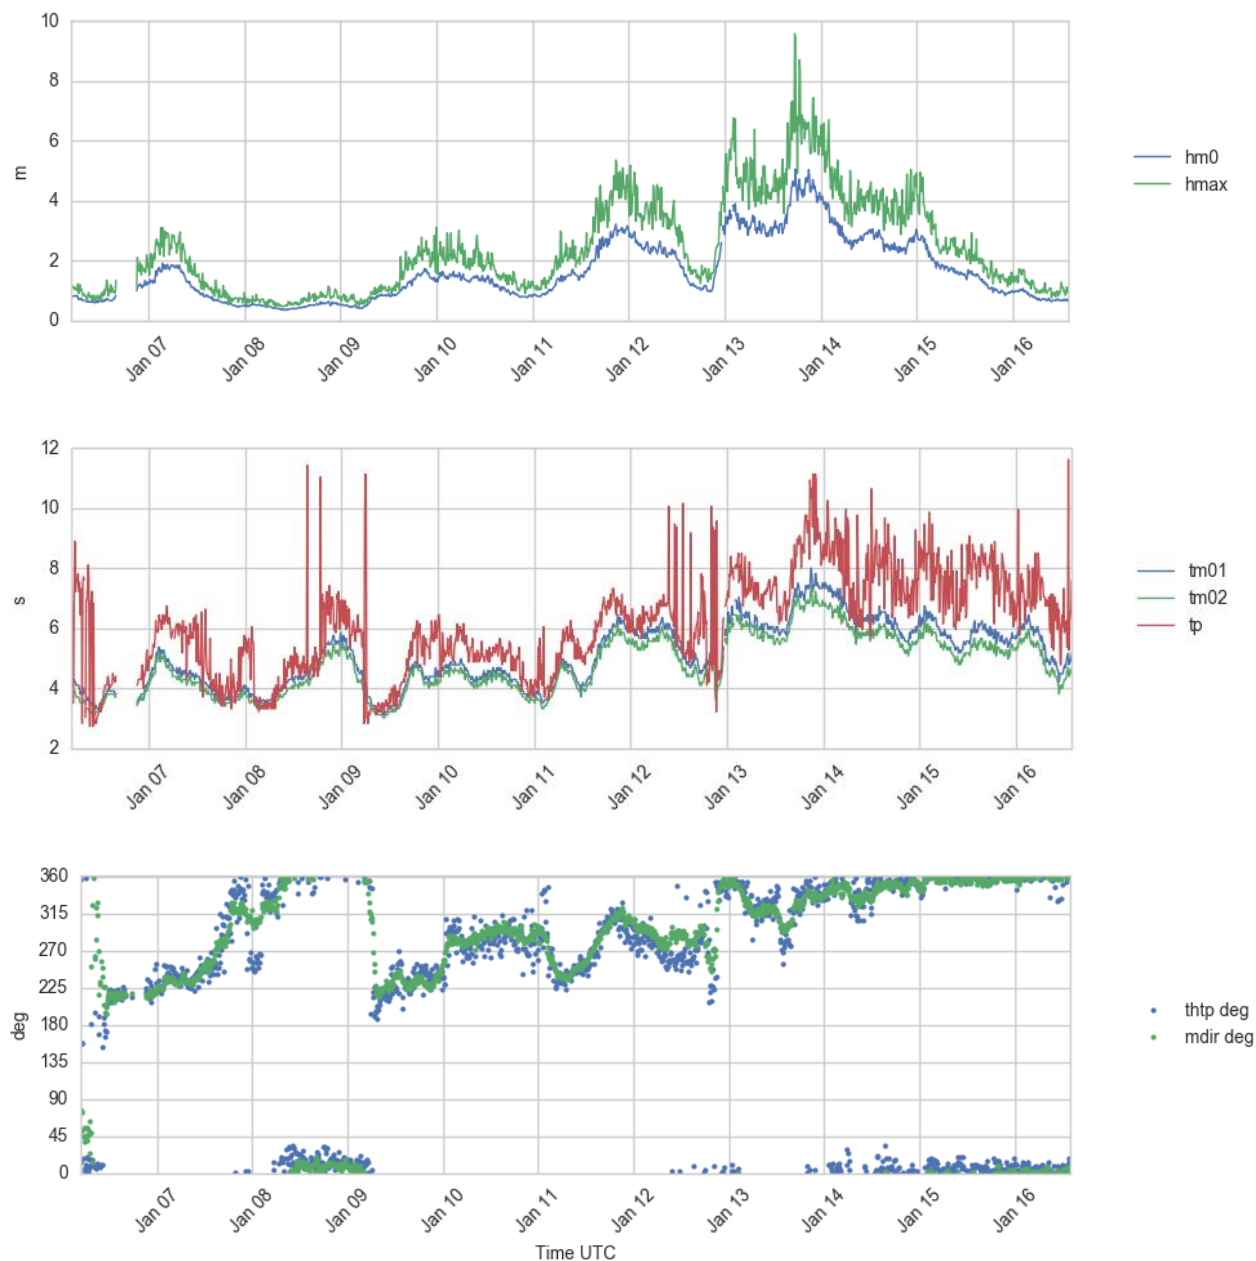 10
8
6
4
2
0
m
Jan 07
Jan 08
Jan 09
Jan 10
Jan 11
Jan 12
Jan 13
Jan 14
Jan 15
Jan 16
hm0
hmax
12
10
8
6
4
2
s
Jan 07
Jan 08
Jan 09
Jan 10
Jan 11
Jan 12
Jan 13
Jan 14
Jan 15
Jan 16
tm01
tm02
tp
360
315
270
225
180
135
90
45
0
deg
Jan 07
Jan 08
Jan 09
Jan 10
Jan 11
Jan 12
Jan 13
Jan 14
Jan 15
Jan 16
Time UTC
thtp deg
mdir deg